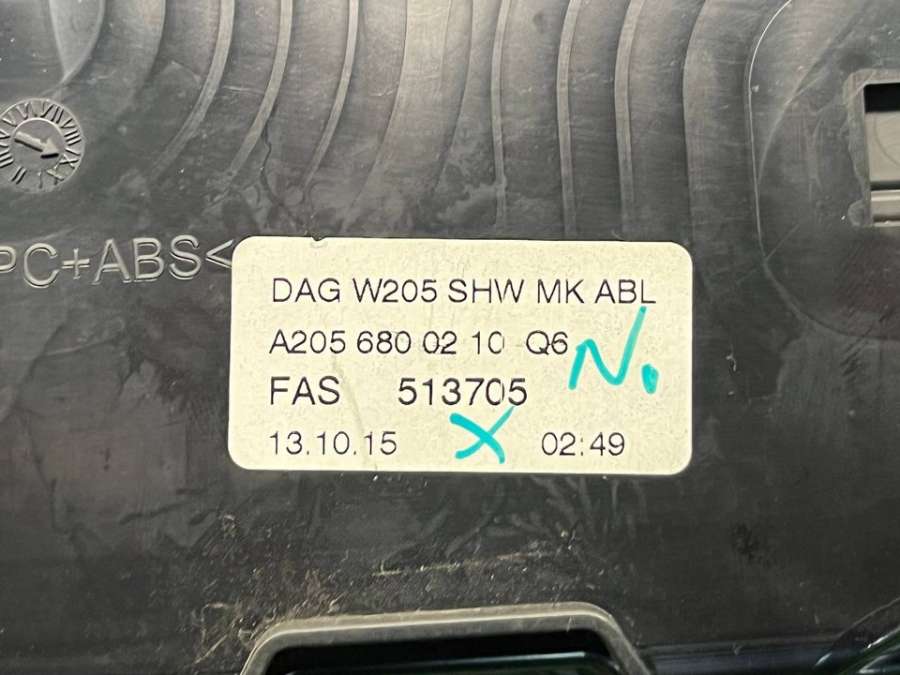 PC+ABS<
DAG W205 SHW MK ABL
A205 680 02 10 Q6
N.
FAS 513705
13.10.15 X 02:49